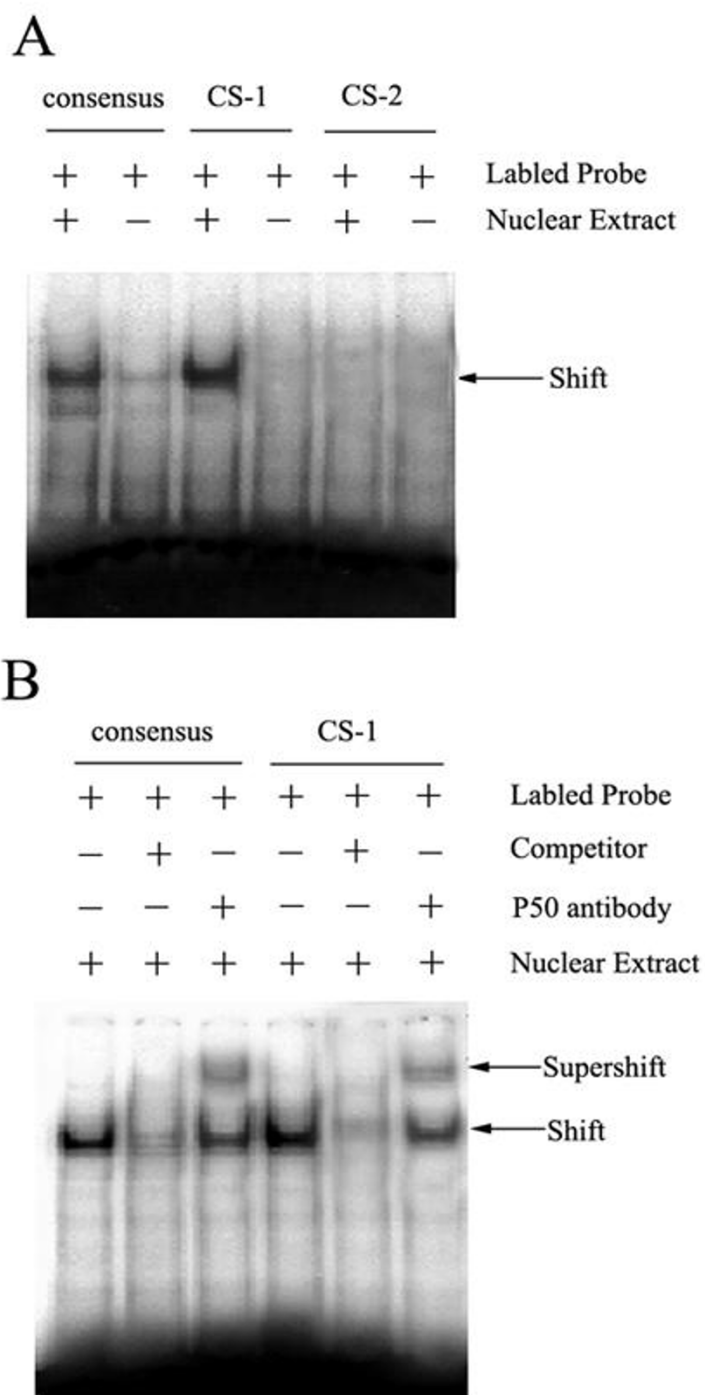 A
consensus CS-1 CS-2
+ + + + + + Labled Probe
+ − + − + − Nuclear Extract
Shift
B
consensus CS-1
+ + + + + + Labled Probe
− + − − + − Competitor
− − + − − + P50 antibody
+ + + + + + Nuclear Extract
Supershift
Shift